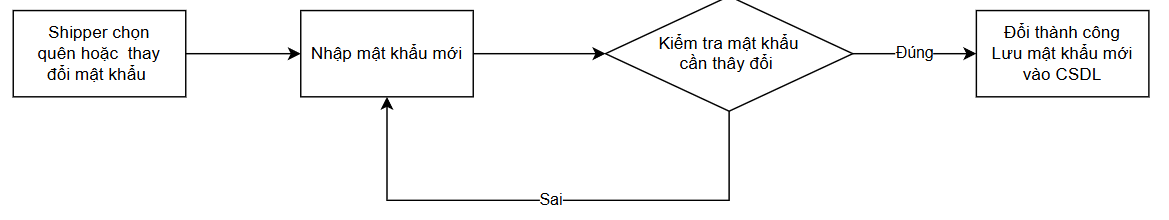 Shipper chọn
quên hoặc thay
đổi mật khẩu
Nhập mật khẩu mới
Kiểm tra mật khẩu
cần thây đổi
Đúng
Đổi thành công
Lưu mật khẩu mới
vào CSDL
Sai